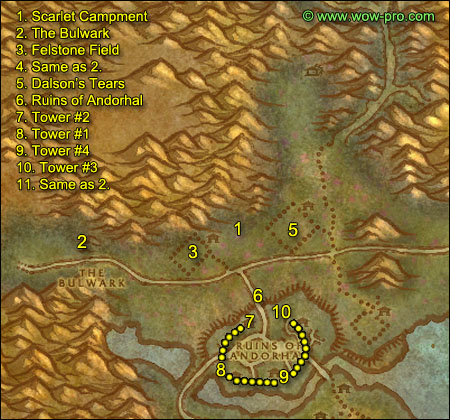 1. Scarlet Campment
© www.wow-pro.com
2. The Bulwark
3. Felstone Field
4. Same as 2.
5. Dalson's Tears
6. Ruins of Andorhal
7. Tower #2
8. Tower #1
9. Tower #4
10. Tower #3
11. Same as 2.
1
2
3
5
THE
BULWARK
6
7
10
RUINS OF
ANDORHAL
8
9